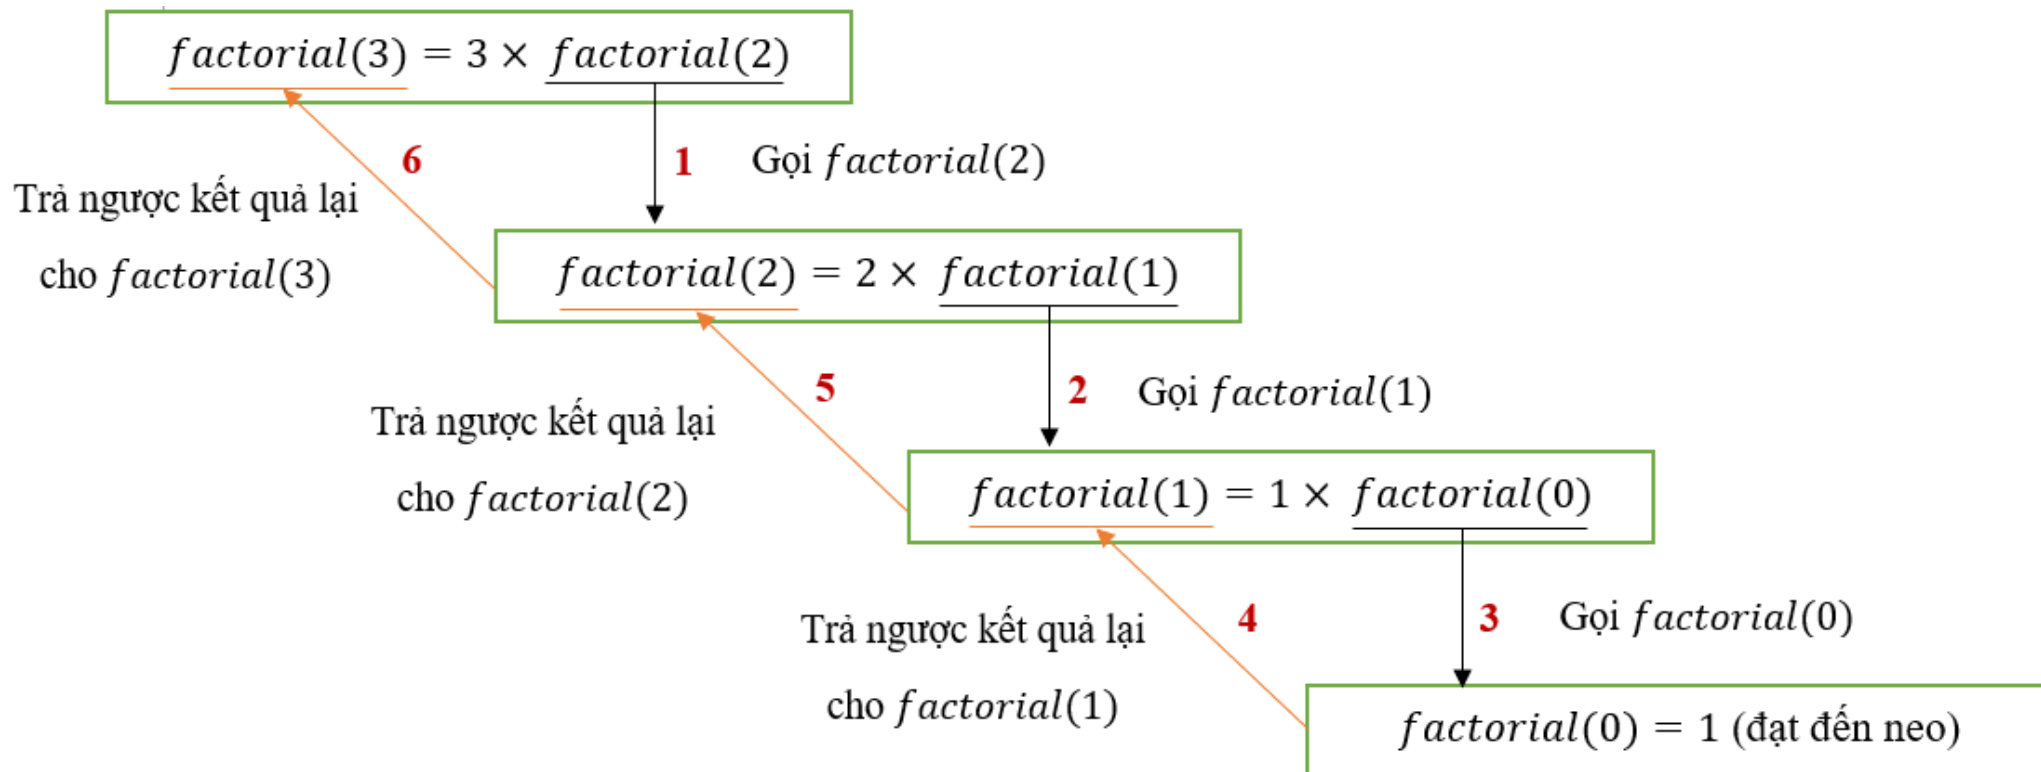 factorial(3) = 3 × factorial(2)
6
1
Gọi factorial(2)
Trả ngược kết quả lại
cho factorial(3)
factorial(2) = 2 × factorial(1)
5
2
Gọi factorial(1)
Trả ngược kết quả lại
cho factorial(2)
factorial(1) = 1 × factorial(0)
4
3
Gọi factorial(0)
Trả ngược kết quả lại
cho factorial(1)
factorial(0) = 1 (đạt đến neo)